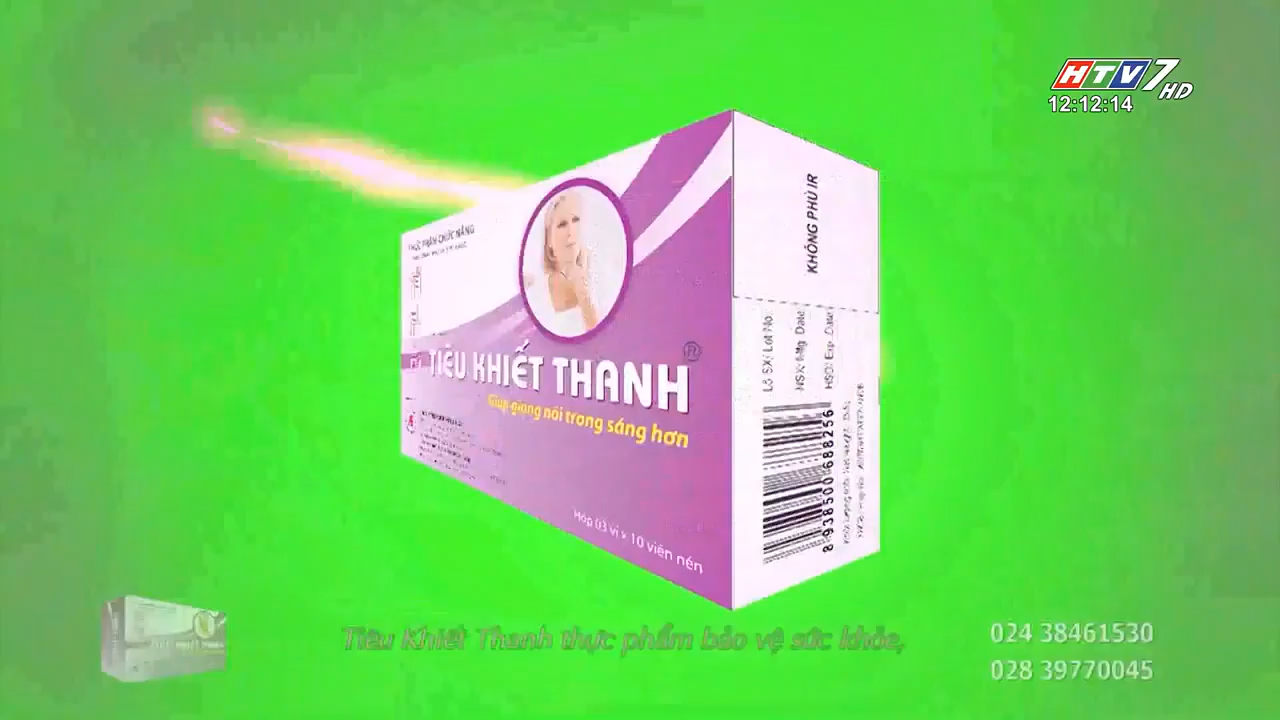 HTV7 HD
12:12:14
THỰC PHẨM CHỨC NĂNG
KHÔNG PHỦ IR
TIÊU KHIẾT THANH ®
Giúp giọng nói trong sáng hơn
Hộp 03 vỉ x 10 viên nén
Lô SX/ Lot No.
NSX/ Mfg. Date
HSD/ Exp. Date
8 938500 688256
Tiêu Khiết Thanh thực phẩm bảo vệ sức khỏe,
024 38461530
028 39770045